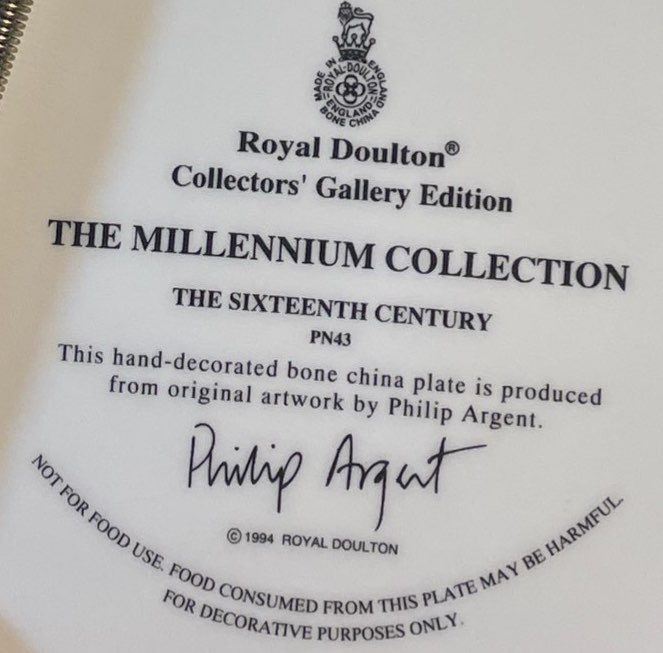 MADE IN ENGLAND
ROYAL·DOULTON
ENGLAND
BONE CHINA
Royal Doulton®
Collectors' Gallery Edition
THE MILLENNIUM COLLECTION
THE SIXTEENTH CENTURY
PN43
This hand-decorated bone china plate is produced
from original artwork by Philip Argent.
Philip Argent
© 1994 ROYAL DOULTON
NOT FOR FOOD USE. FOOD CONSUMED FROM THIS PLATE MAY BE HARMFUL.
FOR DECORATIVE PURPOSES ONLY.